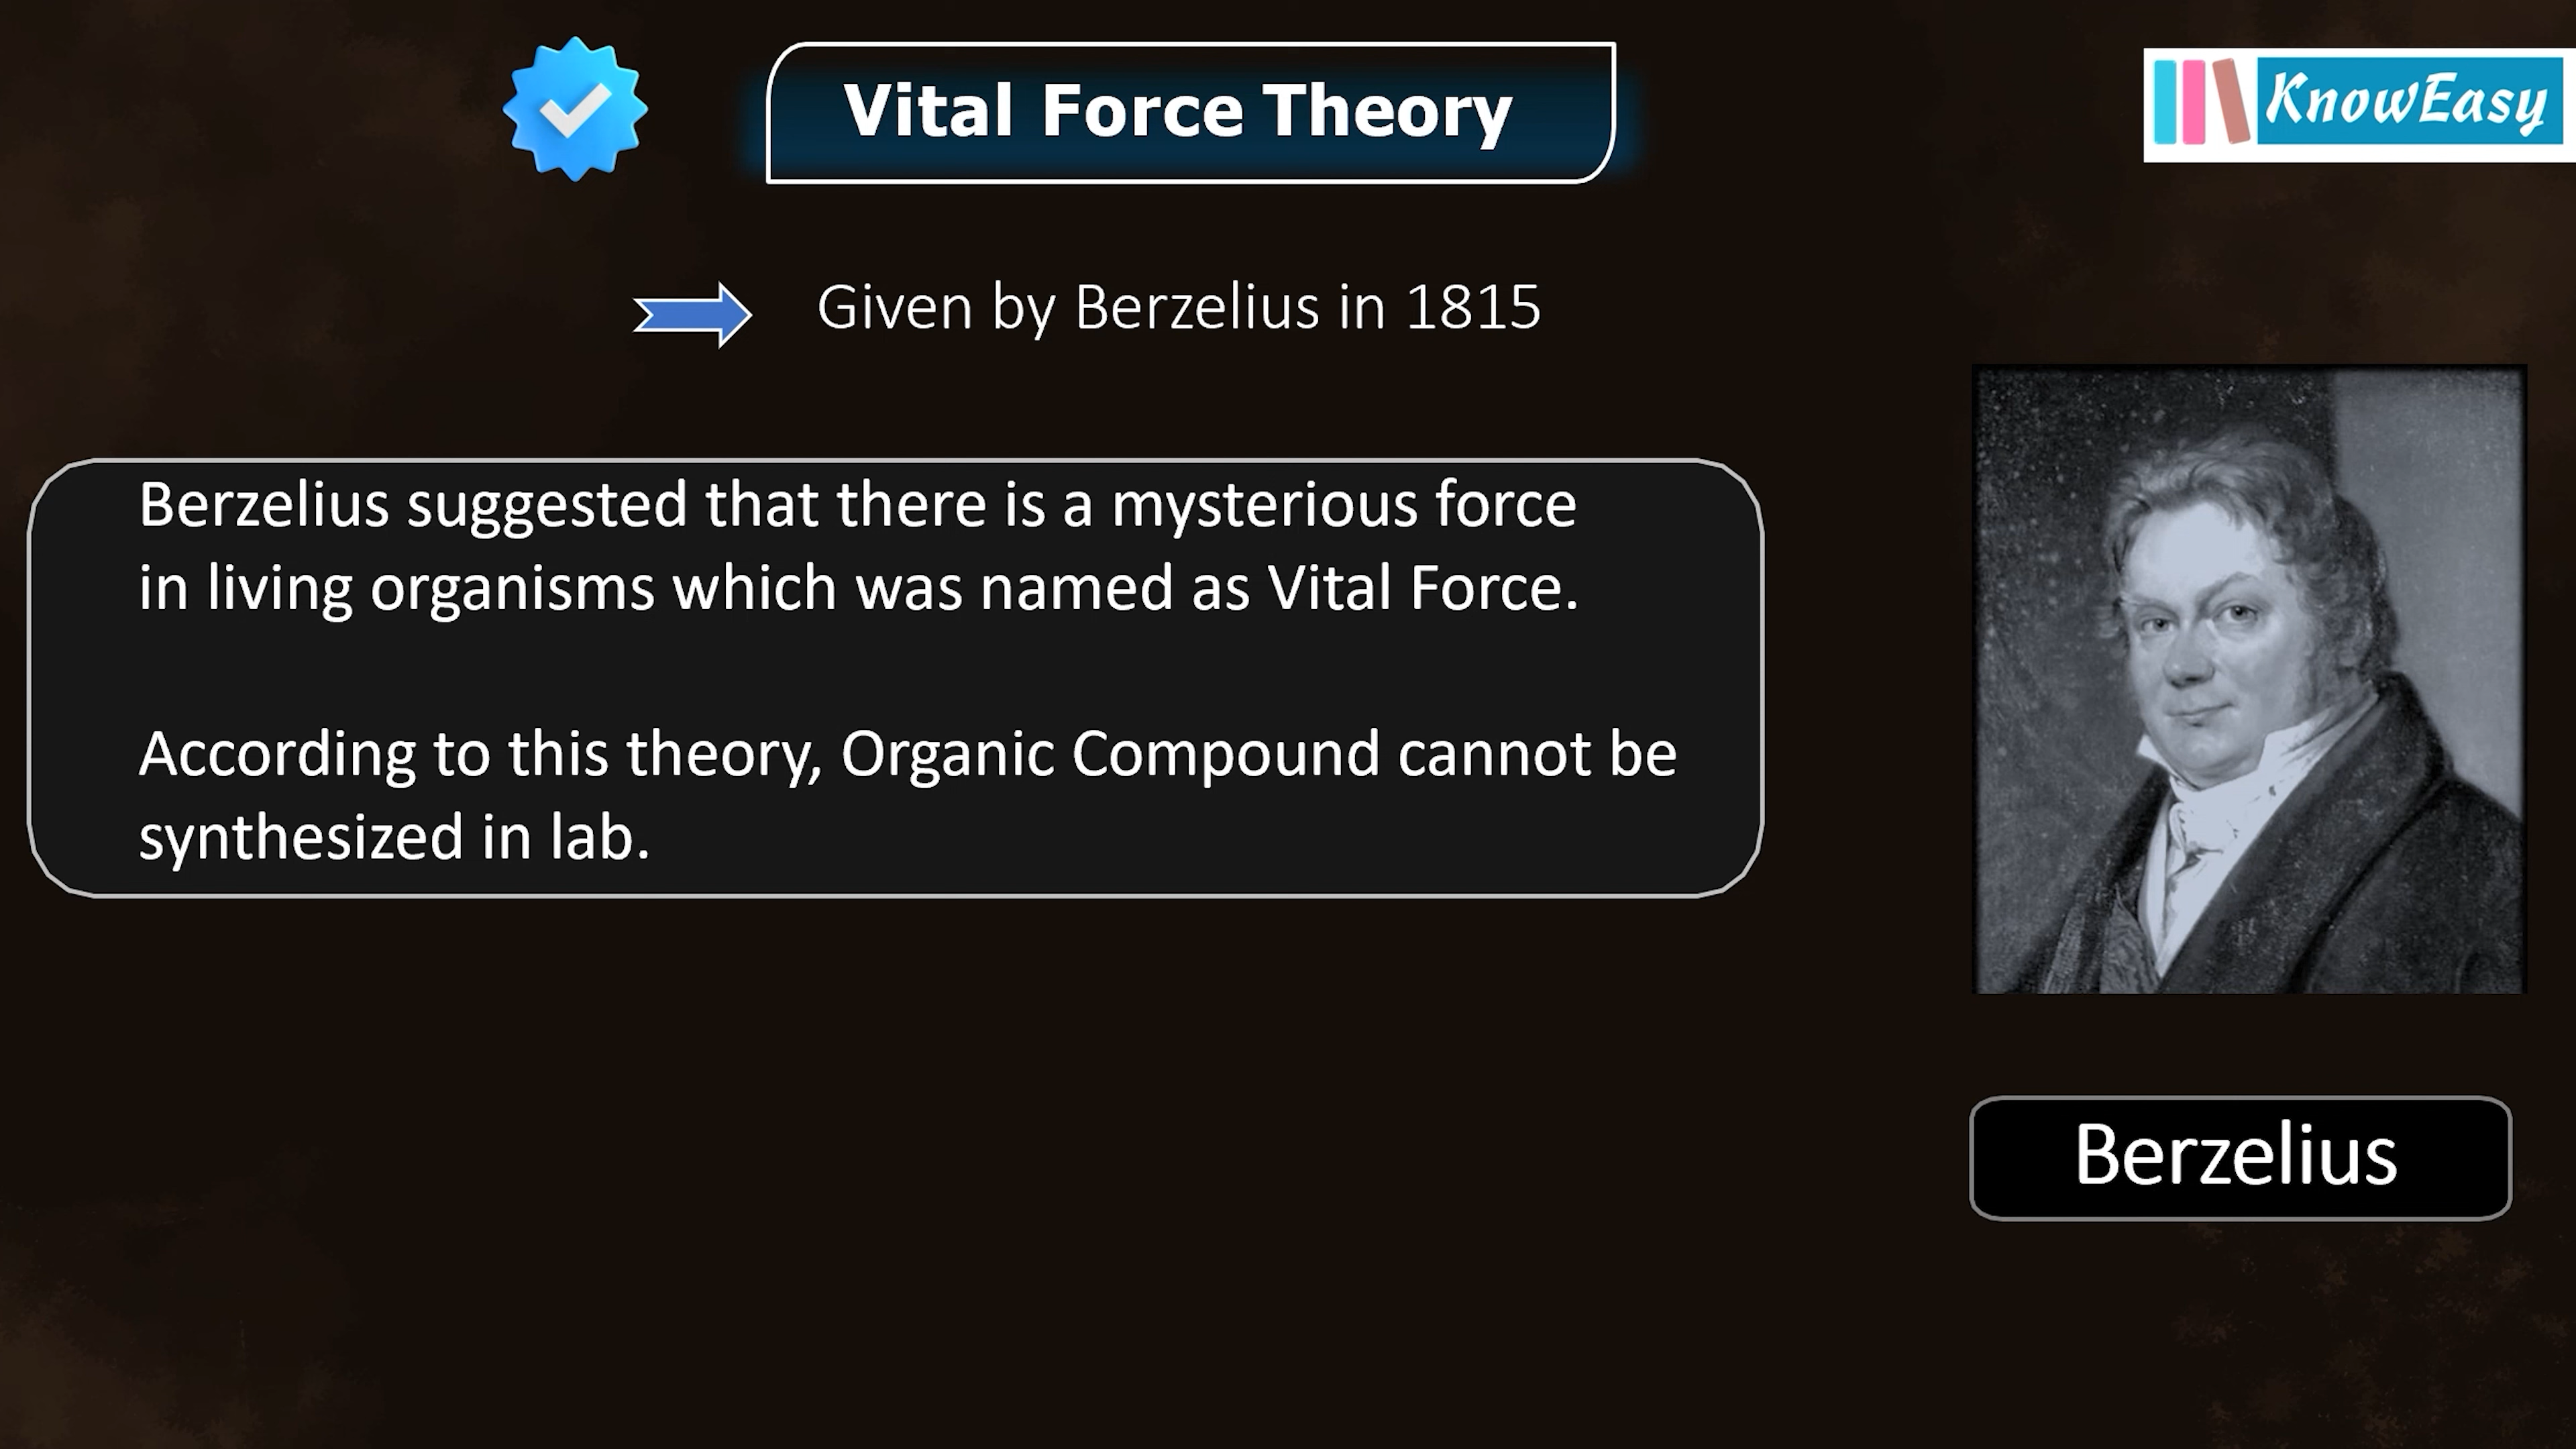 Vital Force Theory
KnowEasy
Given by Berzelius in 1815
Berzelius suggested that there is a mysterious force
in living organisms which was named as Vital Force.
According to this theory, Organic Compound cannot be
synthesized in lab.
Berzelius